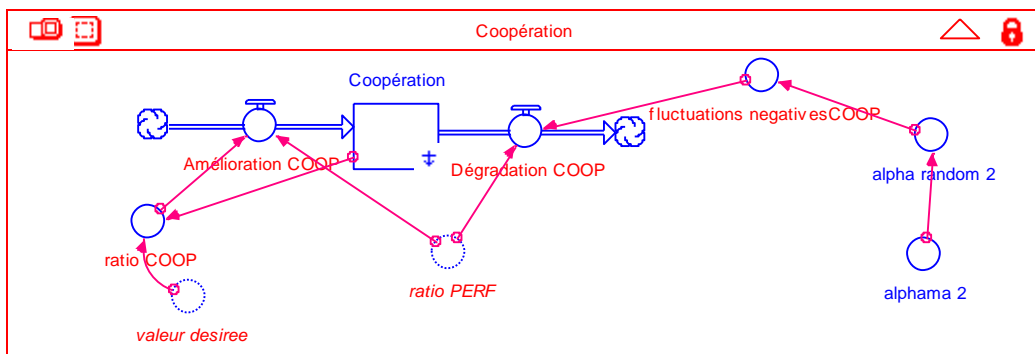 Coopération
Coopération
fluctuations negativesCOOP
Amélioration COOP
Dégradation COOP
alpha random 2
ratio COOP
ratio PERF
alphama 2
valeur desiree